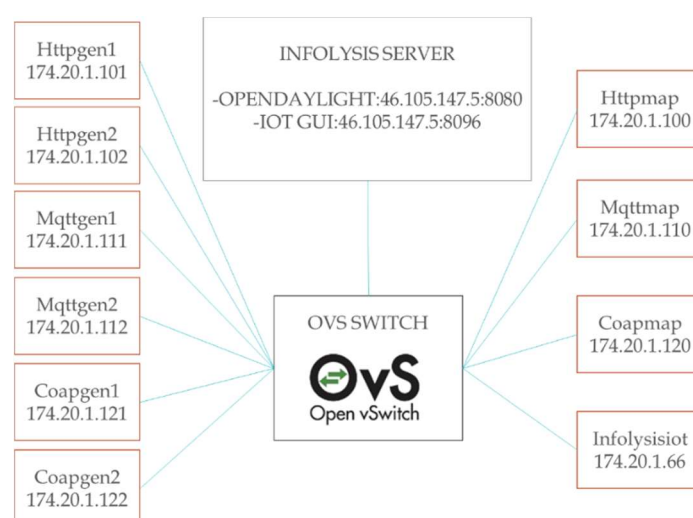 Httpgen1
174.20.1.101
Httpgen2
174.20.1.102
Mqttgen1
174.20.1.111
Mqttgen2
174.20.1.112
Coapgen1
174.20.1.121
Coapgen2
174.20.1.122
INFOLYSIS SERVER
-OPENDAYLIGHT:46.105.147.5:8080
-IOT GUI:46.105.147.5:8096
OVS SWITCH
OvS
Open vSwitch
Httpmap
174.20.1.100
Mqttmap
174.20.1.110
Coapmap
174.20.1.120
Infolysisiot
174.20.1.66